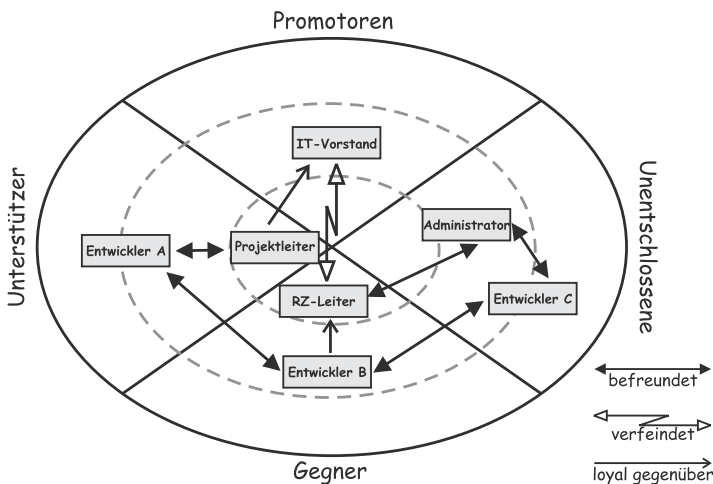 Promotoren
IT-Vorstand
Unterstützer
Unentschlossene
Administrator
Entwickler A
Projektleiter
RZ-Leiter
Entwickler C
Entwickler B
befreundet
verfeindet
Gegner
loyal gegenüber